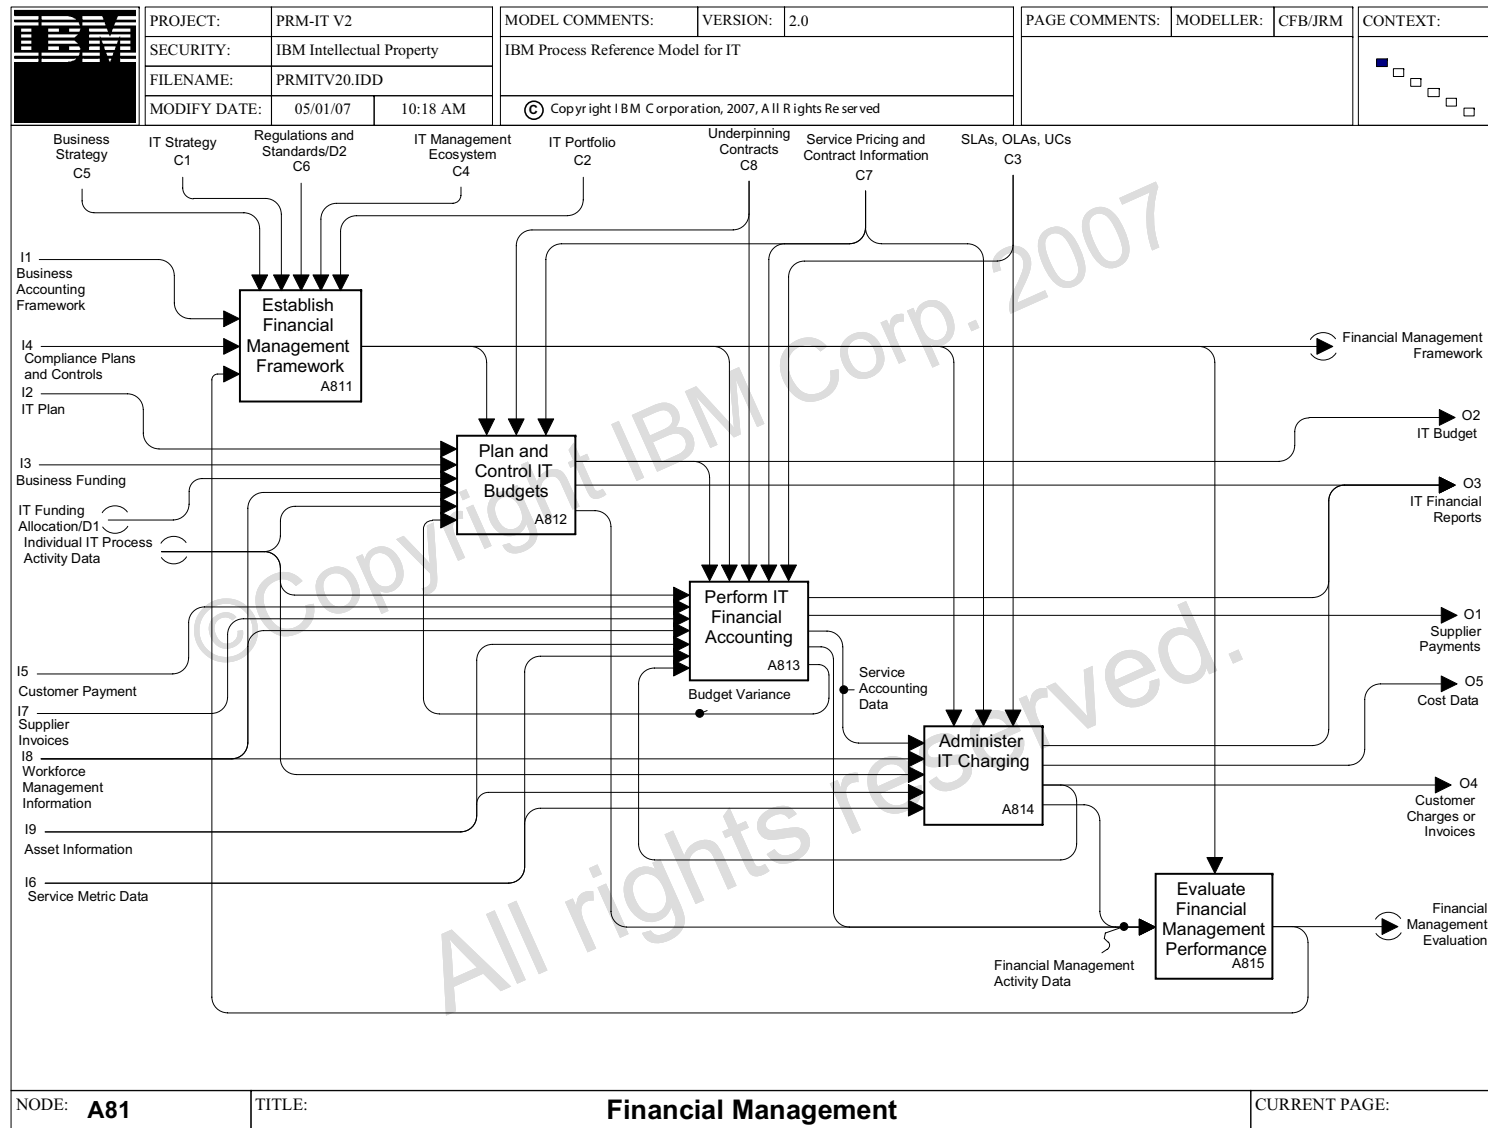 IBM
PROJECT:
PRM-IT V2
MODEL COMMENTS:
VERSION:
2.0
PAGE COMMENTS:
MODELLER:
CFB/JRM
CONTEXT:
SECURITY:
IBM Intellectual Property
IBM Process Reference Model for IT
FILENAME:
PRMITV20.IDD
MODIFY DATE:
05/01/07
10:18 AM
© Copyright IBM Corporation, 2007, All Rights Reserved
Business
Strategy
C5
IT Strategy
C1
Regulations and
Standards/D2
C6
IT Management
Ecosystem
C4
IT Portfolio
C2
Underpinning
Contracts
C8
Service Pricing and
Contract Information
C7
SLAs, OLAs, UCs
C3
I1
Business
Accounting
Framework
I4
Compliance Plans
and Controls
I2
IT Plan
I3
Business Funding
IT Funding
Allocation/D1
Individual IT Process
Activity Data
I5
Customer Payment
I7
Supplier
Invoices
I8
Workforce
Management
Information
I9
Asset Information
I6
Service Metric Data
Establish
Financial
Management
Framework
A811
Plan and
Control IT
Budgets
A812
Perform IT
Financial
Accounting
A813
Budget Variance
Service
Accounting
Data
Administer
IT Charging
A814
Evaluate
Financial
Management
Performance
A815
Financial Management
Activity Data
Financial Management
Framework
O2
IT Budget
O3
IT Financial
Reports
O1
Supplier
Payments
O5
Cost Data
O4
Customer
Charges or
Invoices
Financial
Management
Evaluation
©Copyright IBM Corp. 2007
All rights reserved.
NODE:
A81
TITLE:
Financial Management
CURRENT PAGE: